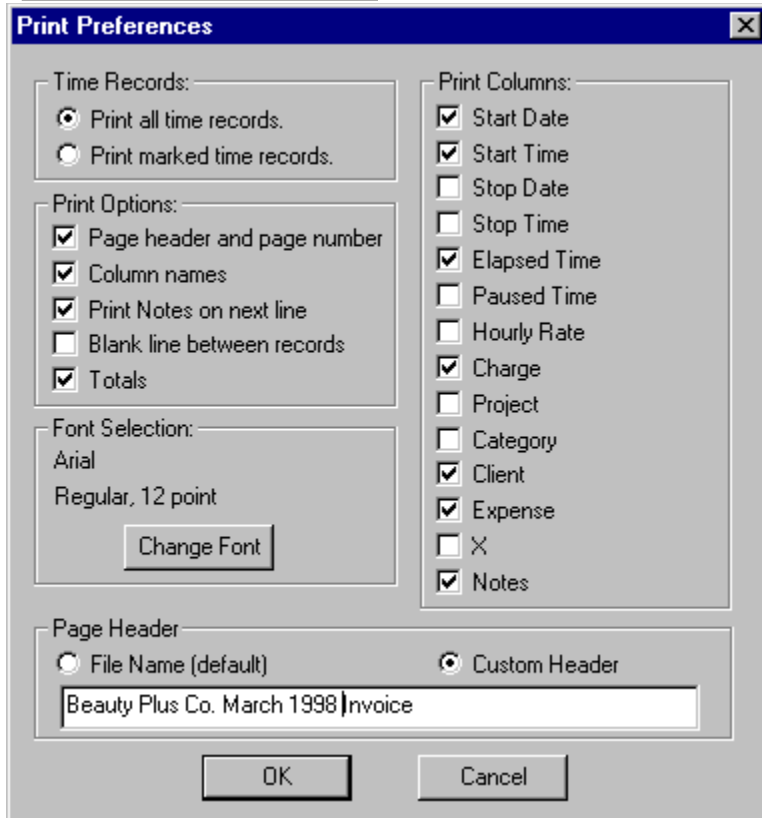 Print Preferences
Time Records:
Print all time records.
Print marked time records.
Print Options:
Page header and page number
Column names
Print Notes on next line
Blank line between records
Totals
Font Selection:
Arial
Regular, 12 point
Change Font
Print Columns:
Start Date
Start Time
Stop Date
Stop Time
Elapsed Time
Paused Time
Hourly Rate
Charge
Project
Category
Client
Expense
X
Notes
Page Header
File Name (default)
Custom Header
Beauty Plus Co. March 1998 Invoice
OK
Cancel